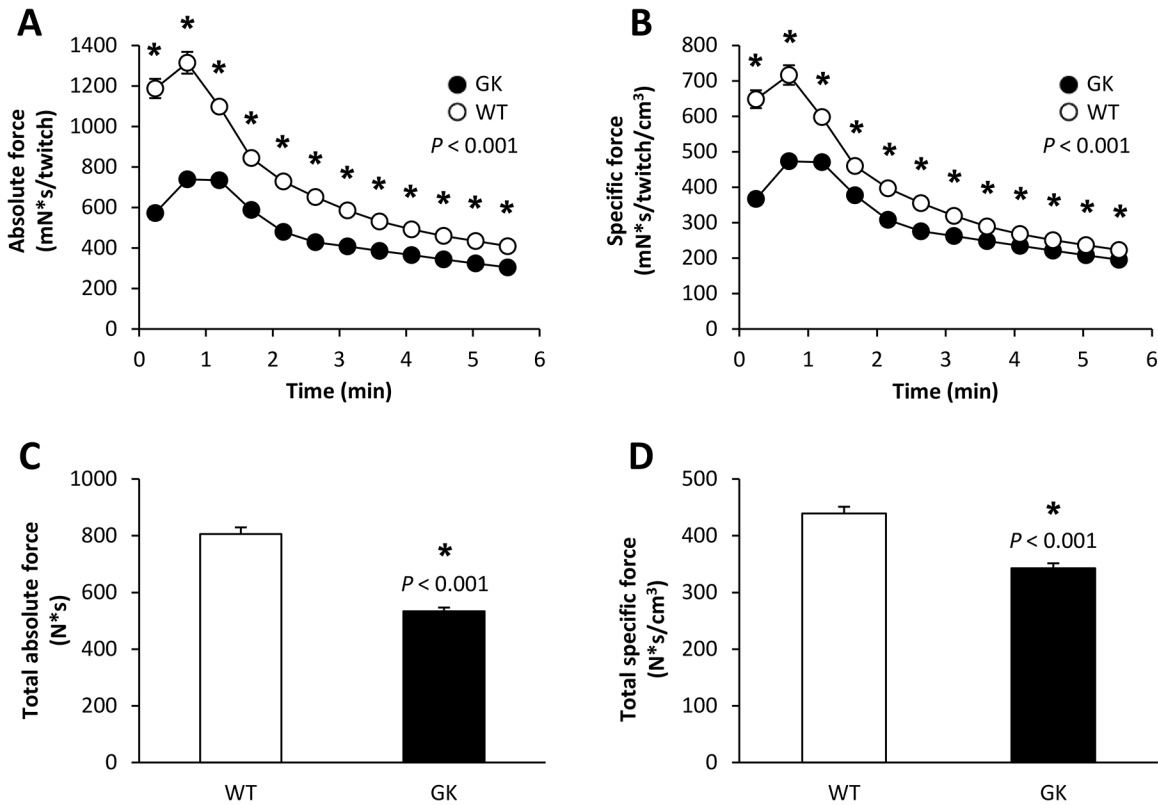 A
Absolute force
(mN*s/twitch)
1400
1200
1000
800
600
400
200
0
* * * * * * * * * * * *
GK
WT
P < 0.001
0 1 2 3 4 5 6
Time (min)
B
Specific force
(mN*s/twitch/cm³)
800
700
600
500
400
300
200
100
0
* * * * * * * * * * * *
GK
WT
P < 0.001
0 1 2 3 4 5 6
Time (min)
C
Total absolute force
(N*s)
1000
800
600
400
200
0
*
P < 0.001
WT GK
D
Total specific force
(N*s/cm³)
500
400
300
200
100
0
*
P < 0.001
WT GK